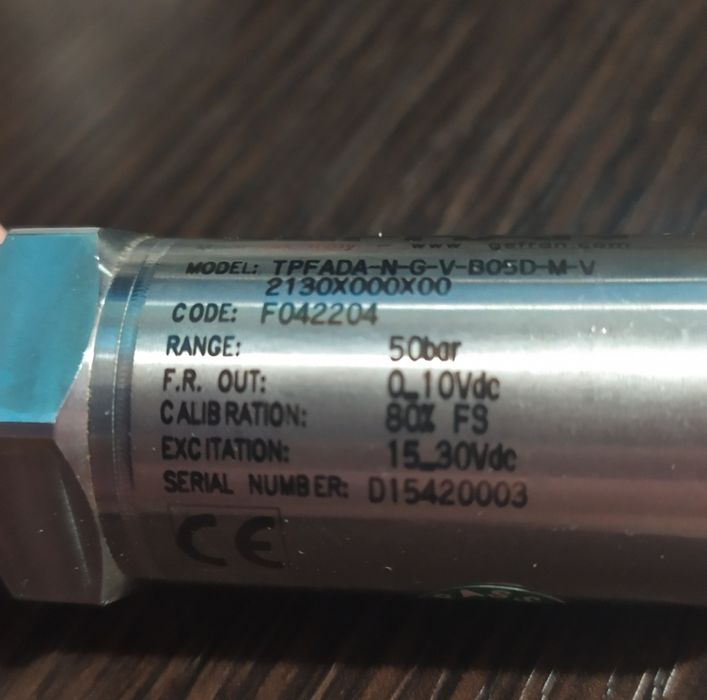 Italy - www gefran.com
MODEL: TPFADA-N-G-V-B05D-M-V
2130X000X00
CODE: F042204
RANGE: 50bar
F.R. OUT: 0_10Vdc
CALIBRATION: 80% FS
EXCITATION: 15_30Vdc
SERIAL NUMBER: D15420003
CE